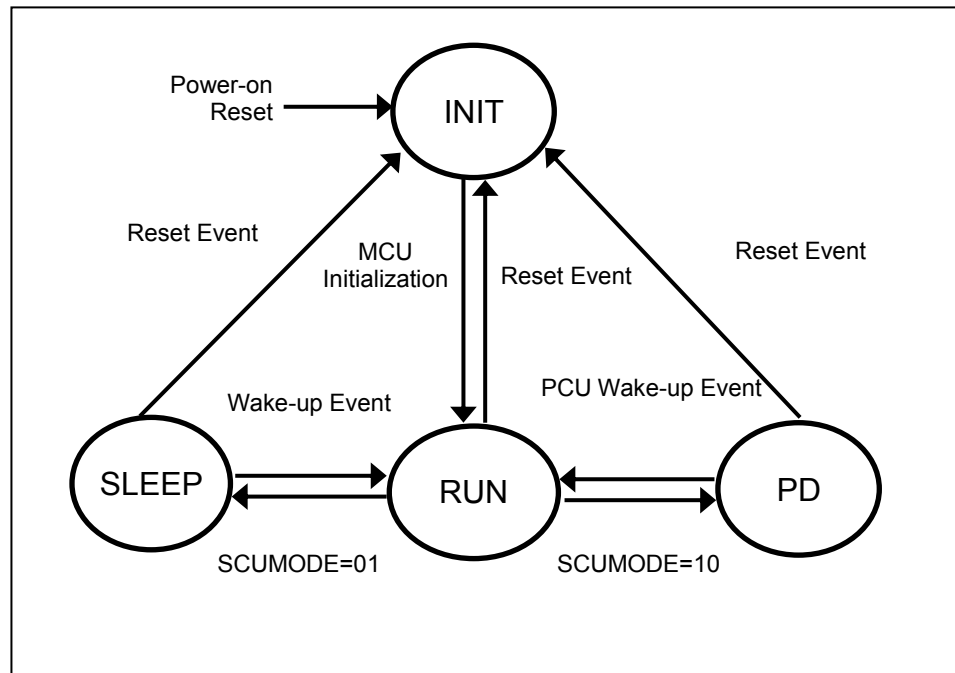 Power-on
Reset
INIT
Reset Event
MCU
Initialization
Reset Event
Reset Event
Wake-up Event
PCU Wake-up Event
SLEEP
RUN
PD
SCUMODE=01
SCUMODE=10